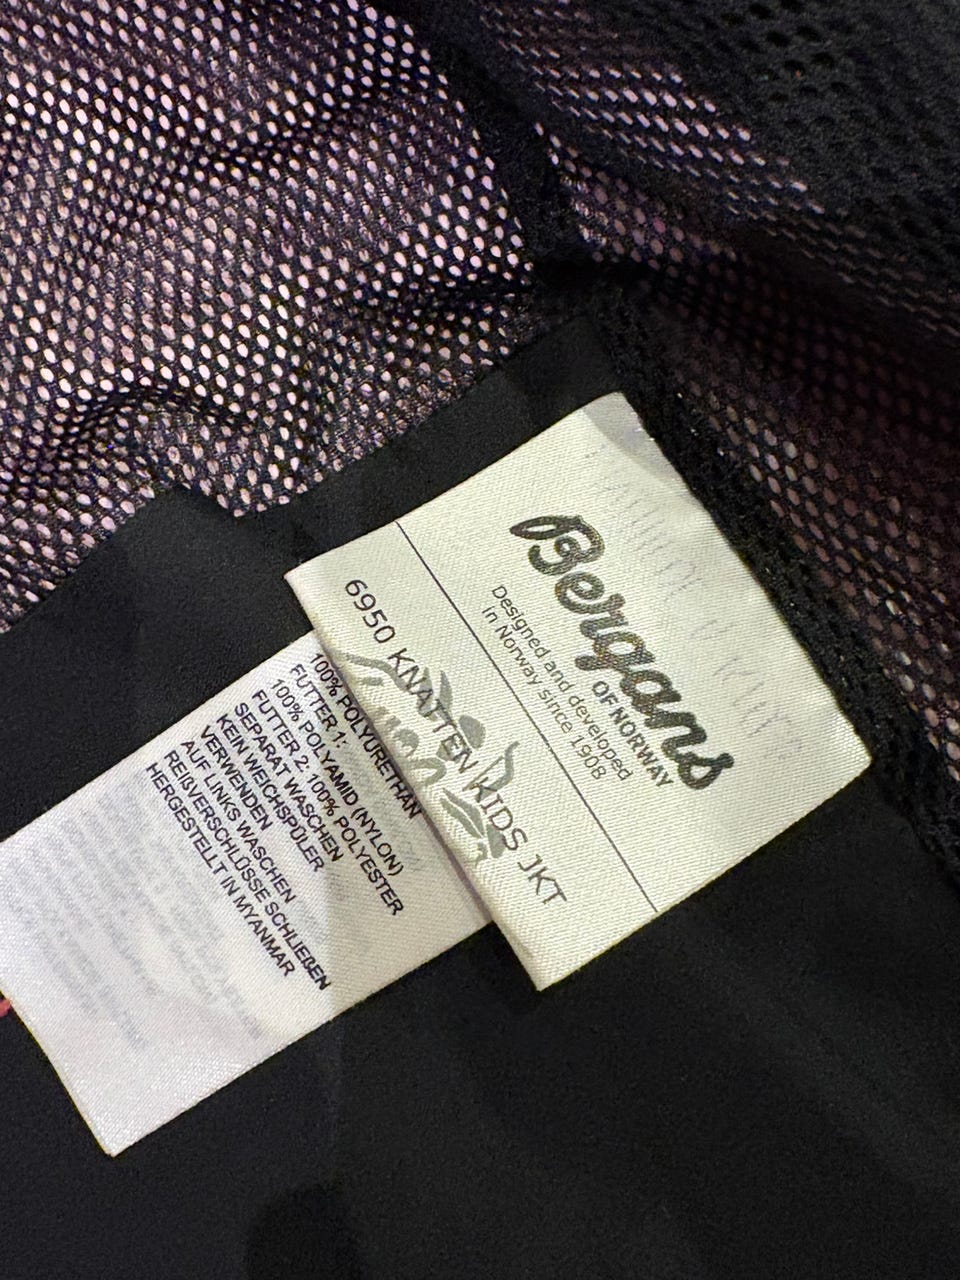 Bergans
OF NORWAY
Designed and developed
in Norway since 1908
6950 KNATTEN KIDS JKT
100% POLYURETHAN
FUTTER 1:
100% POLYAMID (NYLON)
FUTTER 2: 100% POLYESTER
SEPARAT WASCHEN
KEIN WEICHSPÜLER
VERWENDEN
AUF LINKS WASCHEN
REIßVERSCHLÜSSE SCHLIEßEN
HERGESTELLT IN MYANMAR